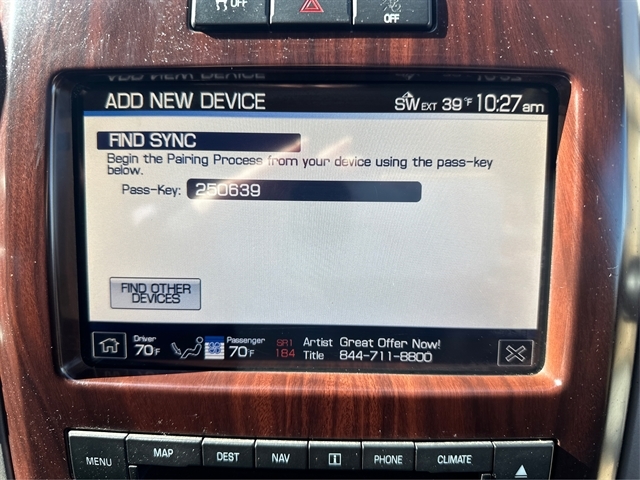 OFF
OFF
ADD NEW DEVICE
SW EXT 39°F 10:27am
FIND SYNC
Begin the Pairing Process from your device using the pass-key
below.
Pass-Key: 250639
FIND OTHER
DEVICES
Driver
70°F
Passenger
70°F
SR1
184
Artist Great Offer Now!
Title 844-711-8800
MENU
MAP
DEST
NAV
i
PHONE
CLIMATE